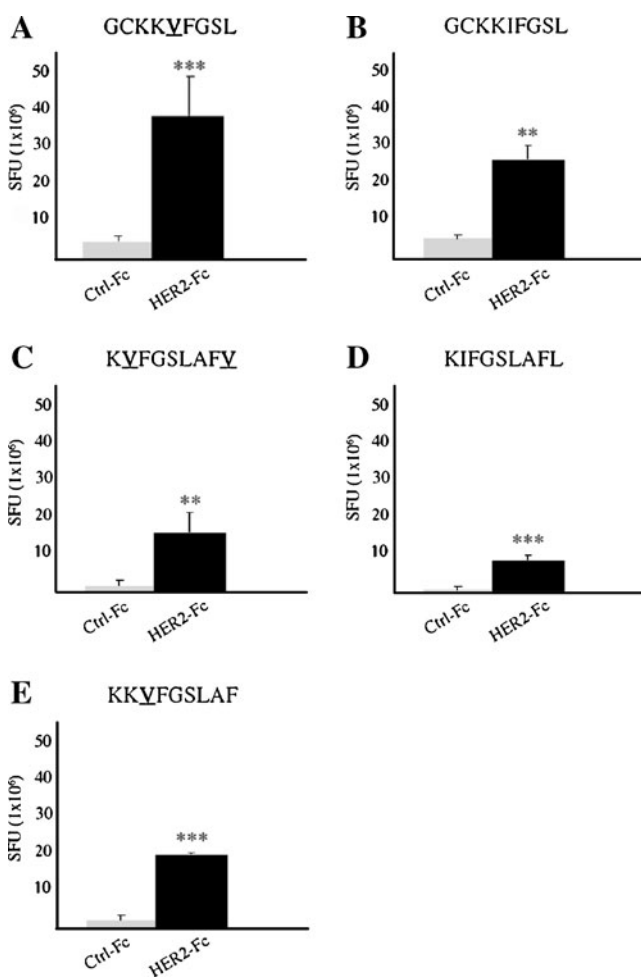 A
GCKKVFGSL
SFU (1x10⁶)
50
40
30
20
10
***
Ctrl-Fc
HER2-Fc
B
GCKKIFGSL
SFU (1x10⁶)
50
40
30
20
10
**
Ctrl-Fc
HER2-Fc
C
KVFGSLAFV
SFU (1x10⁶)
50
40
30
20
10
**
Ctrl-Fc
HER2-Fc
D
KIFGSLAFL
SFU (1x10⁶)
50
40
30
20
10
***
Ctrl-Fc
HER2-Fc
E
KKVFGSLAF
SFU (1x10⁶)
50
40
30
20
10
***
Ctrl-Fc
HER2-Fc